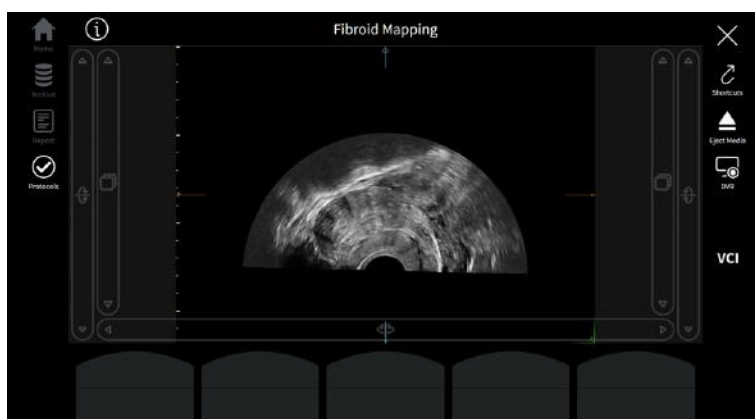 Fibroid Mapping
Home
Archive
Report
Protocols
Shortcuts
Eject Media
DVR
VCI